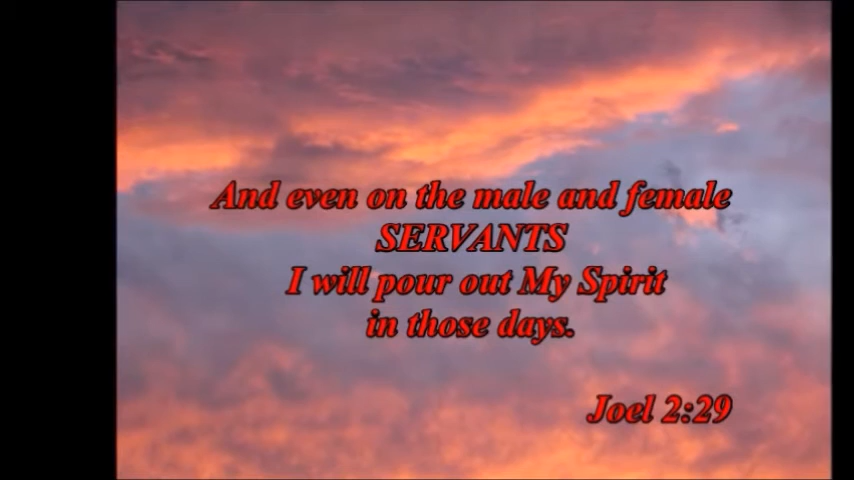 And even on the male and female
SERVANTS
I will pour out My Spirit
in those days.
Joel 2:29